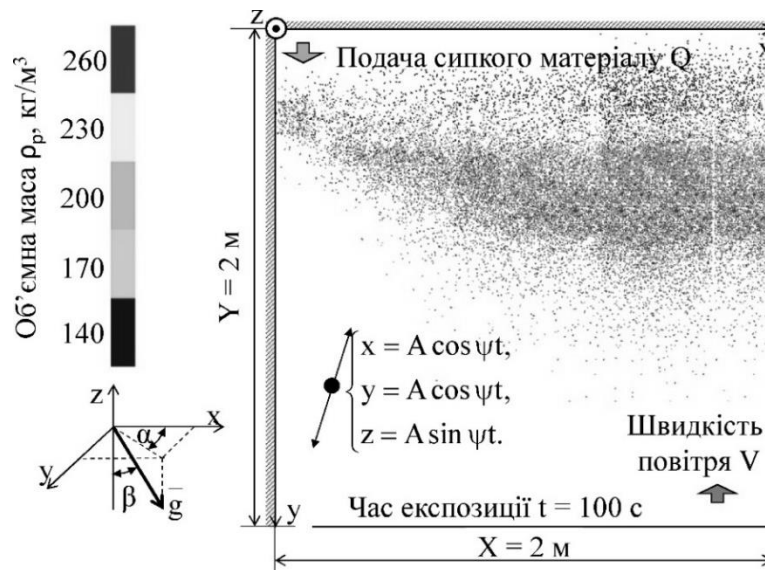 Об’ємна маса ρₚ, кг/м³
260
230
200
170
140
z
x
y
α
β
g
z
Подача сипкого матеріалу Q
Y = 2 м
x = A cos ψt,
y = A cos ψt,
z = A sin ψt.
Швидкість
повітря V
y
Час експозиції t = 100 с
X = 2 м